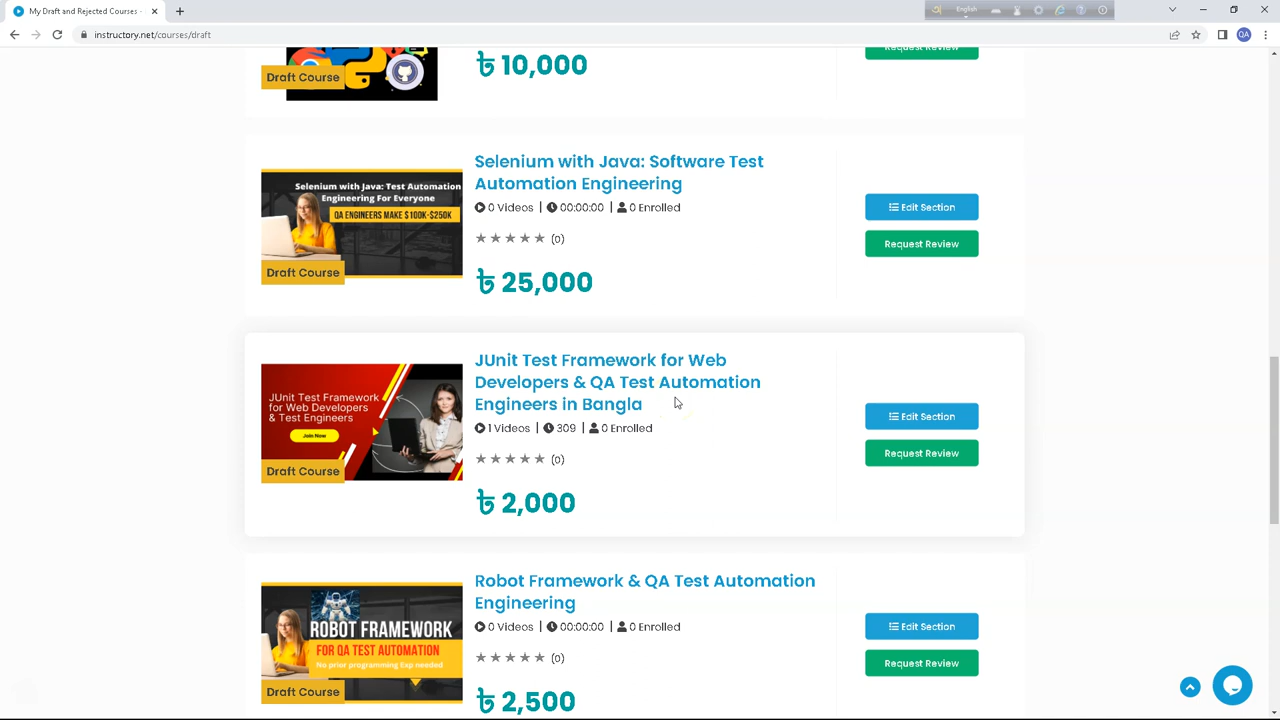 My Draft and Rejected Courses -
English
instructory.net/courses/draft
QA
Request Review
Draft Course
৳ 10,000
Selenium with Java: Software Test
Automation Engineering
0 Videos | 00:00:00 | 0 Enrolled
(0)
৳ 25,000
Selenium with Java: Test Automation
Engineering For Everyone
QA ENGINEERS MAKE $100K-$250K
Draft Course
Edit Section
Request Review
JUnit Test Framework for Web
Developers & QA Test Automation
Engineers in Bangla
1 Videos | 309 | 0 Enrolled
(0)
৳ 2,000
JUnit Test Framework
for Web Developers
& Test Engineers
Join Now
Draft Course
Edit Section
Request Review
Robot Framework & QA Test Automation
Engineering
0 Videos | 00:00:00 | 0 Enrolled
(0)
৳ 2,500
ROBOT FRAMEWORK
FOR QA TEST AUTOMATION
No prior programming Exp needed
Draft Course
Edit Section
Request Review